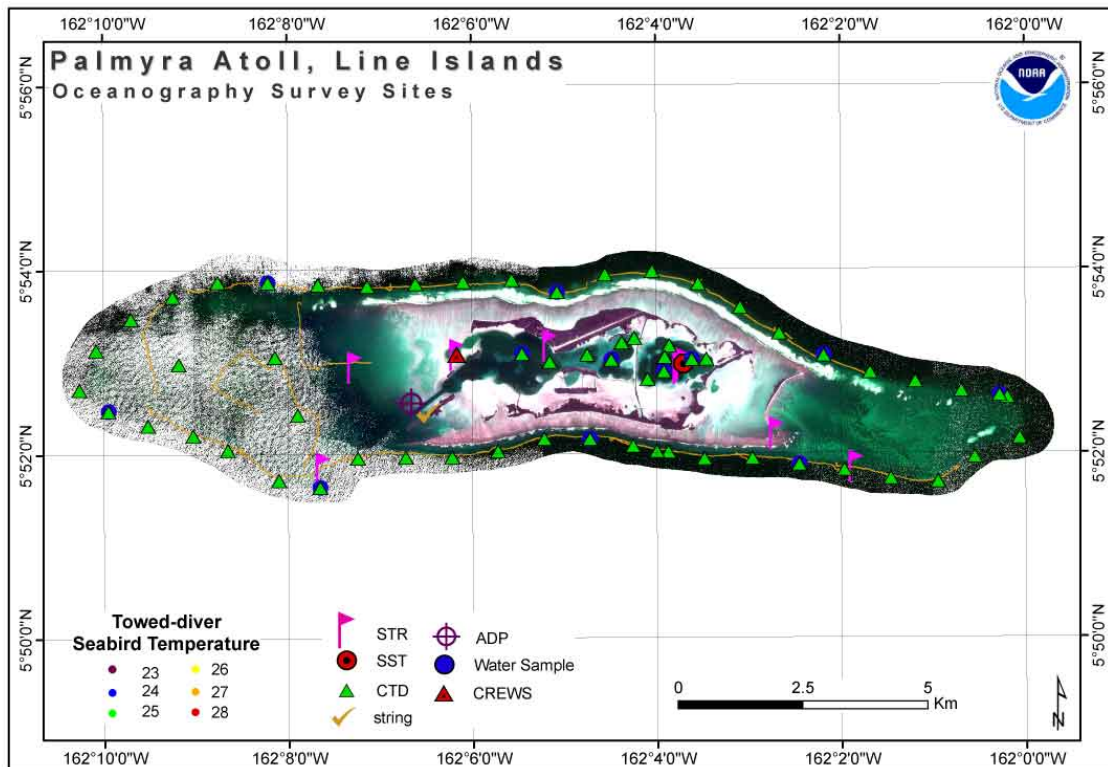 162°10'0"W 162°8'0"W 162°6'0"W 162°4'0"W 162°2'0"W 162°0'0"W
Palmyra Atoll, Line Islands
Oceanography Survey Sites
NOAA
5°56'0"N 5°56'0"N
5°54'0"N 5°54'0"N
5°52'0"N 5°52'0"N
5°50'0"N 5°50'0"N
Towed-diver
Seabird Temperature
23 26
24 27
25 28
STR ADP
SST Water Sample
CTD CREWS
string
0 2.5 5
Km
N
162°10'0"W 162°8'0"W 162°6'0"W 162°4'0"W 162°2'0"W 162°0'0"W